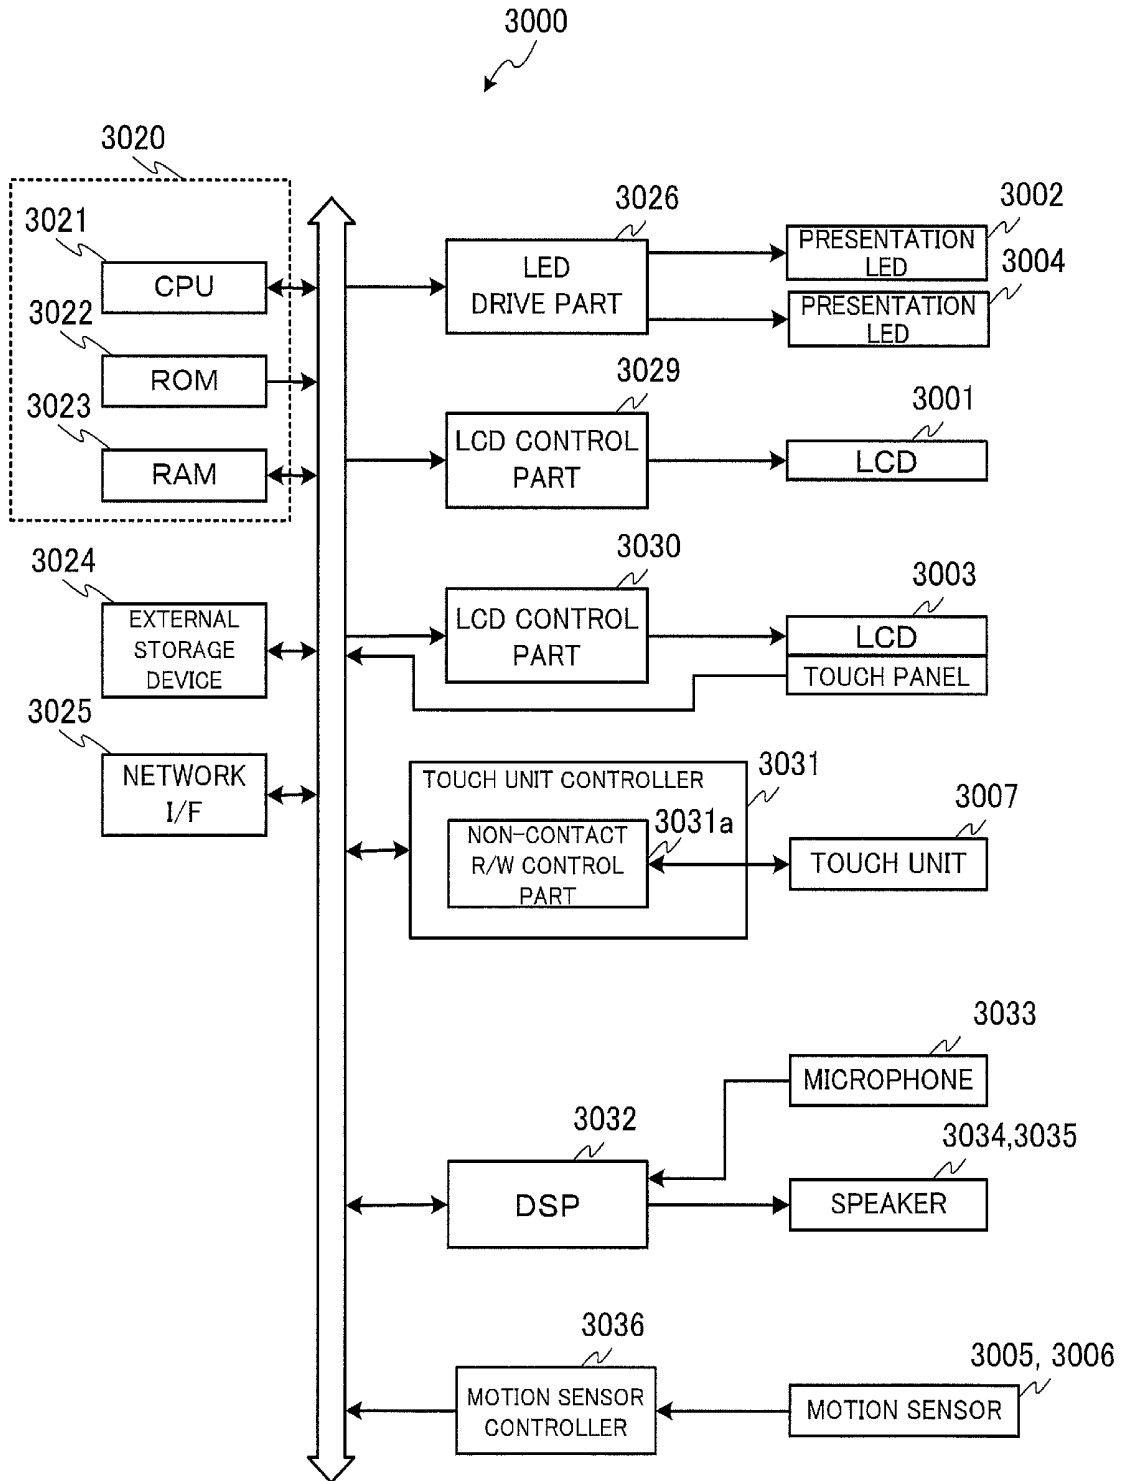 3000
3020
3021
CPU
3022
ROM
3023
RAM
3024
EXTERNAL
STORAGE
DEVICE
3025
NETWORK
I/F
3026
LED
DRIVE PART
3002
PRESENTATION
LED
3004
PRESENTATION
LED
3029
LCD CONTROL
PART
3001
LCD
3030
LCD CONTROL
PART
3003
LCD
TOUCH PANEL
3031
TOUCH UNIT CONTROLLER
3031a
NON-CONTACT
R/W CONTROL
PART
3007
TOUCH UNIT
3033
MICROPHONE
3032
DSP
3034,3035
SPEAKER
3036
MOTION SENSOR
CONTROLLER
3005, 3006
MOTION SENSOR